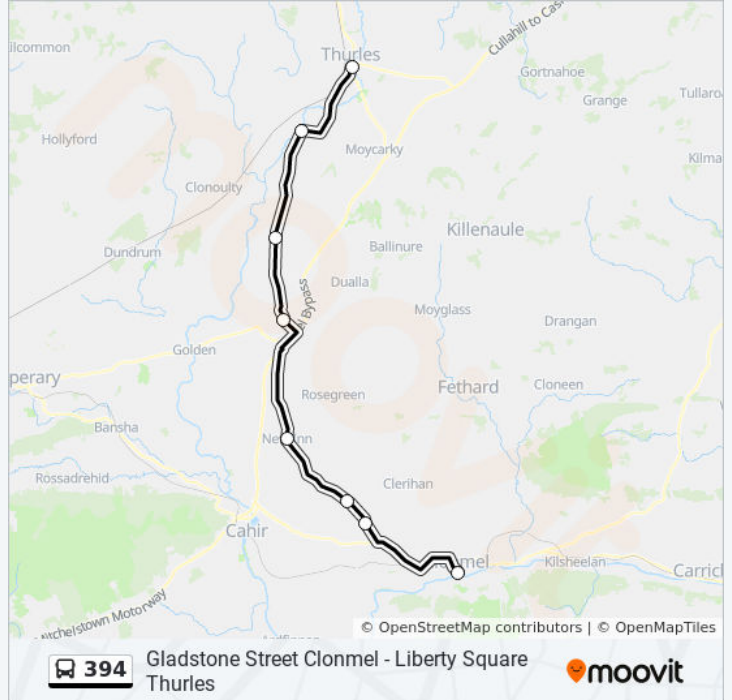 ilcommon
Thurles
Cullahill to Cas
Gortnahoe
Grange
Tullaro
Hollyford
Moycarky
Kilma
Clonoulty
Killenaule
Ballinure
Dundrum
Dualla
Bypass
Moyglass
Drangan
Golden
perary
Fethard
Cloneen
Rosegreen
Bansha
Rossadrehid
Clerihan
Cahir
mel
Kilsheelan
Carric
Mitchelstown Motorway
© OpenStreetMap contributors | © OpenMapTiles
394
Gladstone Street Clonmel - Liberty Square
Thurles
moovit